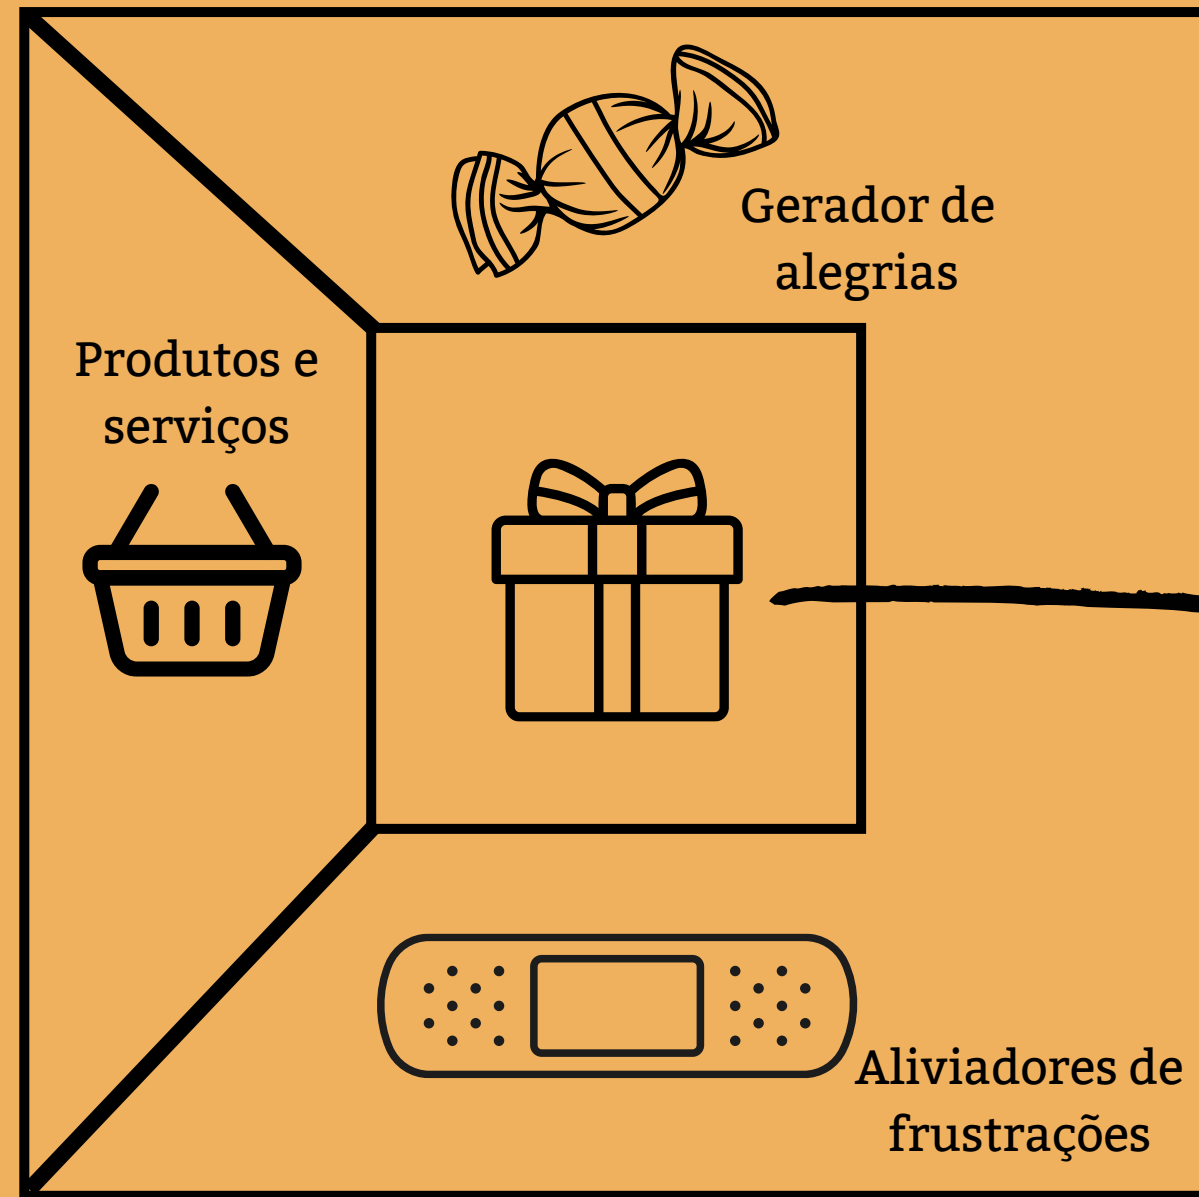 Gerador de
alegrias
Produtos e
serviços
Aliviadores de
frustrações